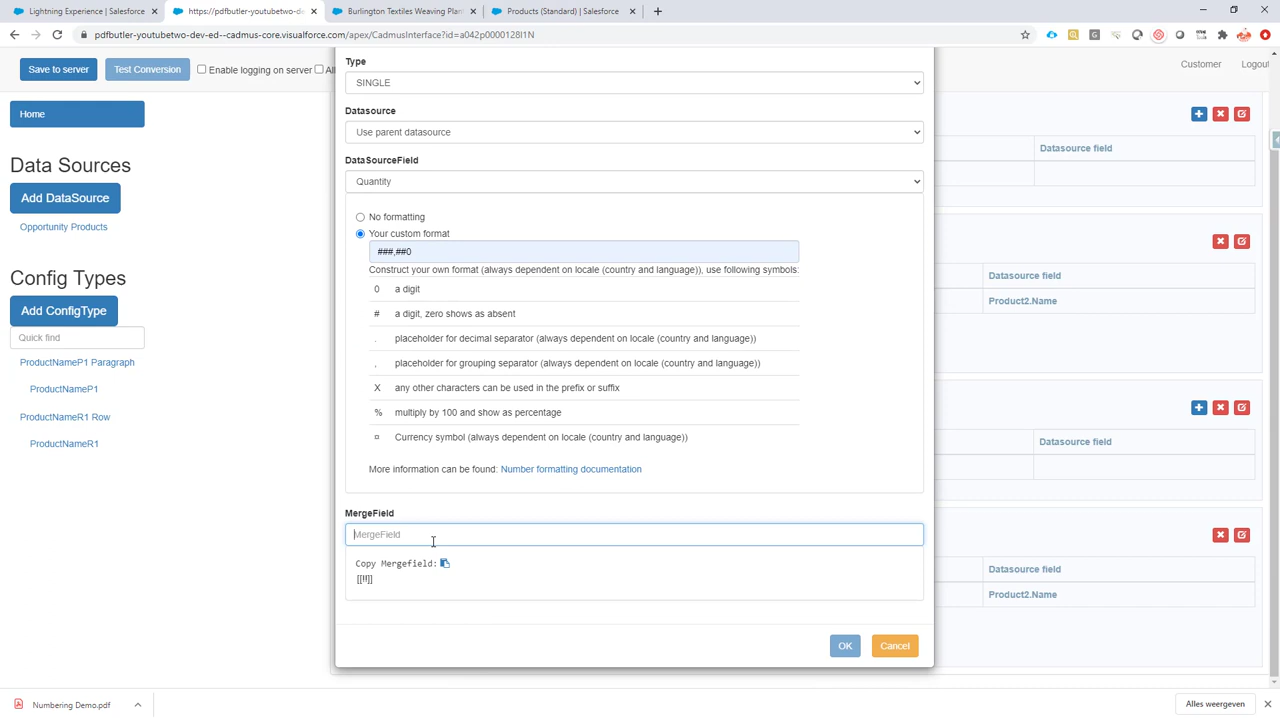 Lightning Experience | Salesforce
https://pdfbutler-youtubetwo-de
Burlington Textiles Weaving Plan
Products (Standard) | Salesforce
pdfbutler-youtubetwo-dev-ed--cadmus-core.visualforce.com/apex/CadmusInterface?id=a042p0000128I1N
Save to server
Test Conversion
Enable logging on server
All
Customer
Logout
Home
Data Sources
Add DataSource
Opportunity Products
Config Types
Add ConfigType
Quick find
ProductNameP1 Paragraph
ProductNameP1
ProductNameR1 Row
ProductNameR1
Type
SINGLE
Datasource
Use parent datasource
DataSourceField
Quantity
No formatting
Your custom format
###,##0
Construct your own format (always dependent on locale (country and language)), use following symbols:
0 a digit
# a digit, zero shows as absent
. placeholder for decimal separator (always dependent on locale (country and language))
, placeholder for grouping separator (always dependent on locale (country and language))
X any other characters can be used in the prefix or suffix
% multiply by 100 and show as percentage
¤ Currency symbol (always dependent on locale (country and language))
More information can be found: Number formatting documentation
MergeField
MergeField
Copy Mergefield:
[[!!]]
OK
Cancel
Datasource field
Datasource field
Product2.Name
Datasource field
Datasource field
Product2.Name
Numbering Demo.pdf
Alles weergeven